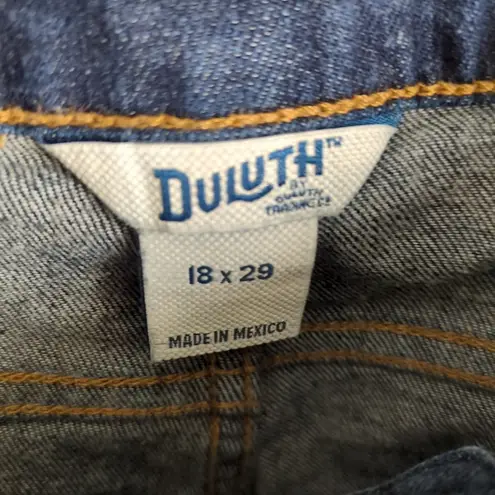 DULUTH™
BY
DULUTH
TRADING Co
18 x 29
MADE IN MEXICO